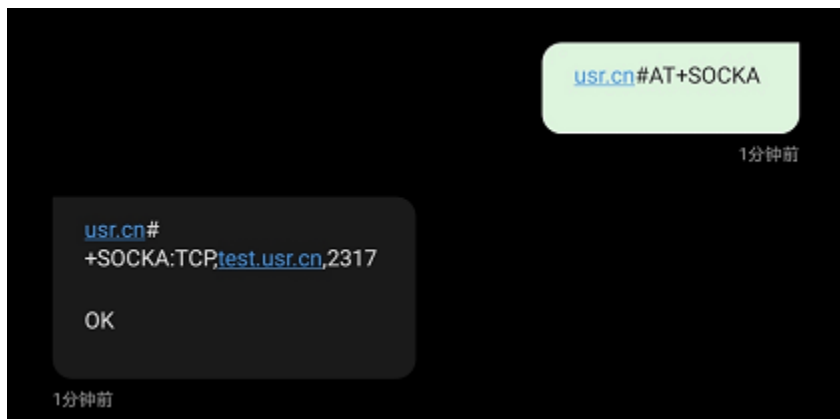 usr.cn#AT+SOCKA
1分钟前
usr.cn#
+SOCKA:TCP,test.usr.cn,2317
OK
1分钟前